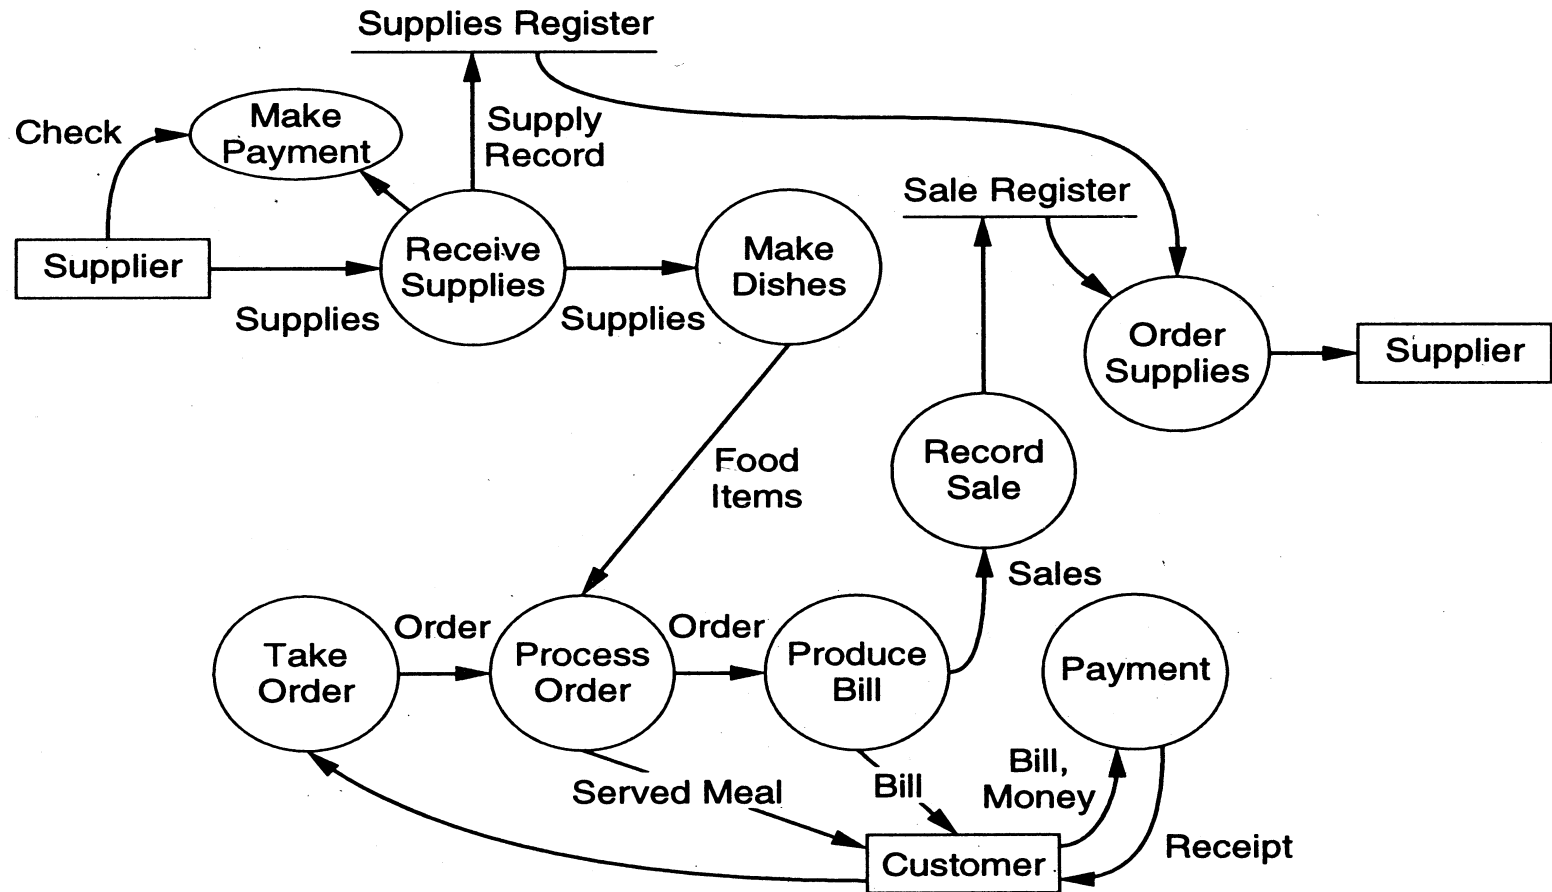 Supplies Register
Check
Make
Payment
Supply
Record
Sale Register
Supplier
Receive
Supplies
Make
Dishes
Supplies
Supplies
Order
Supplies
Supplier
Food
Items
Record
Sale
Sales
Take
Order
Order
Process
Order
Order
Produce
Bill
Payment
Served Meal
Bill
Bill,
Money
Customer
Receipt